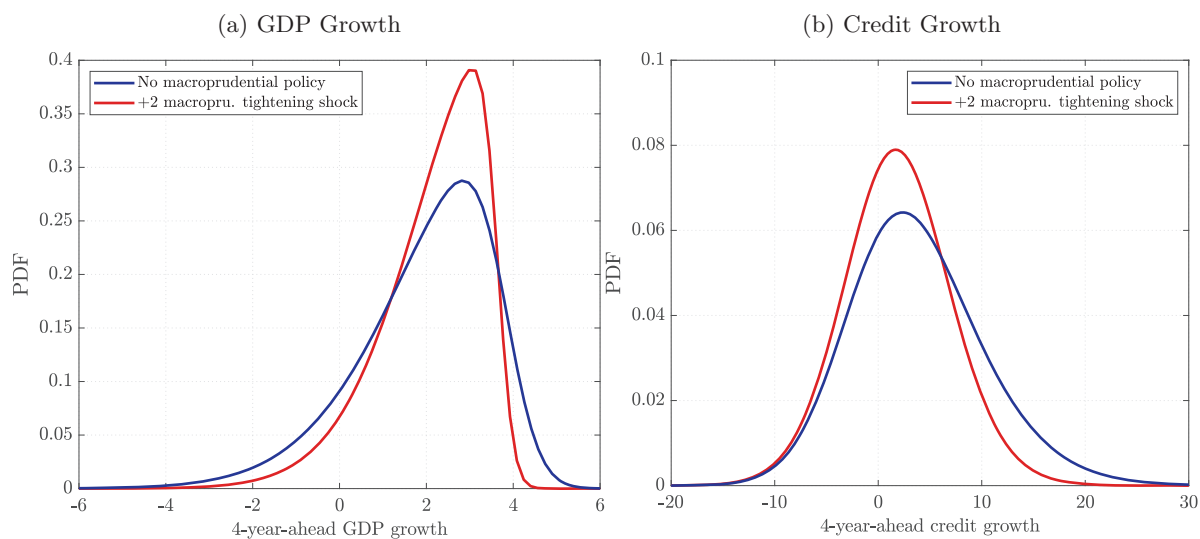 (a) GDP Growth
0.4
0.35
0.3
0.25
0.2
0.15
0.1
0.05
0
PDF
No macroprudential policy
+2 macropru. tightening shock
-6 -4 -2 0 2 4 6
4-year-ahead GDP growth
(b) Credit Growth
0.1
0.08
0.06
0.04
0.02
0
PDF
No macroprudential policy
+2 macropru. tightening shock
-20 -10 0 10 20 30
4-year-ahead credit growth